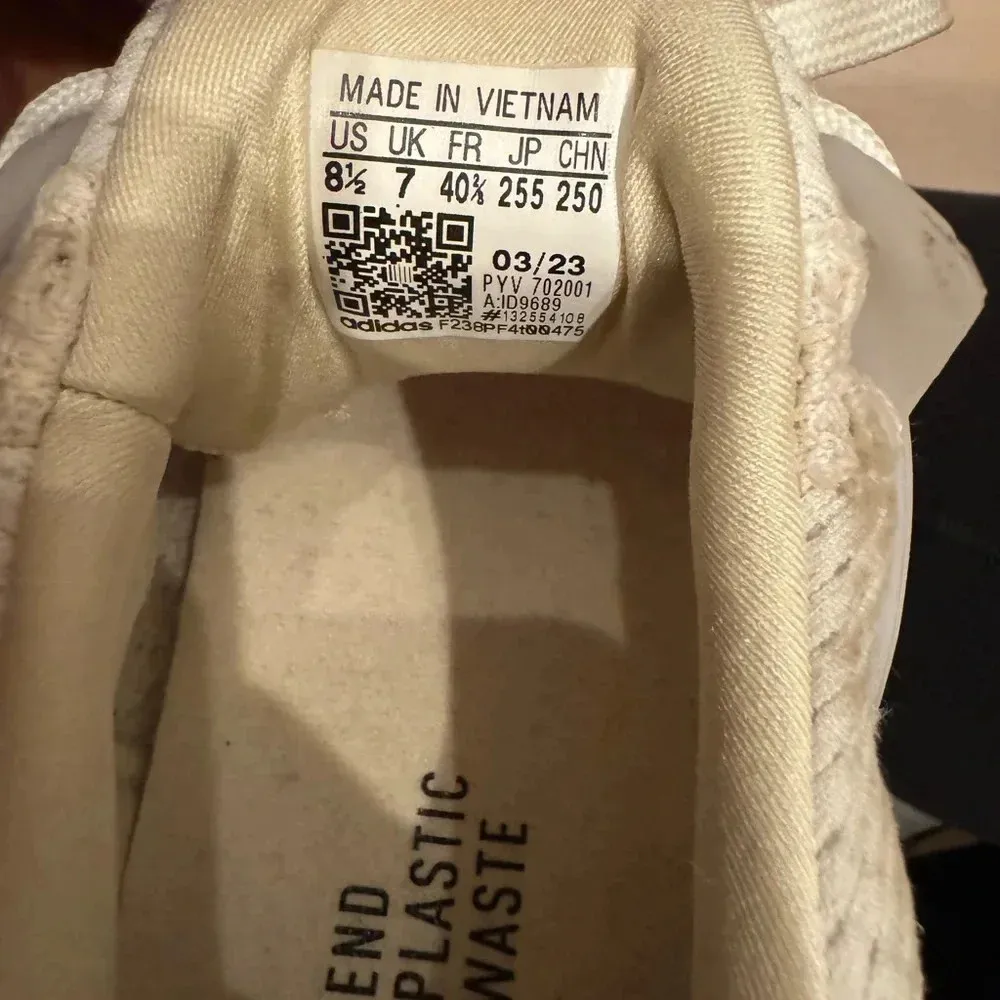 MADE IN VIETNAM
US UK FR JP CHN
8½ 7 40⅔ 255 250
03/23
PYV 702001
A:ID9689
#132554108
adidas F238PF4t00475
END
PLASTIC
WASTE